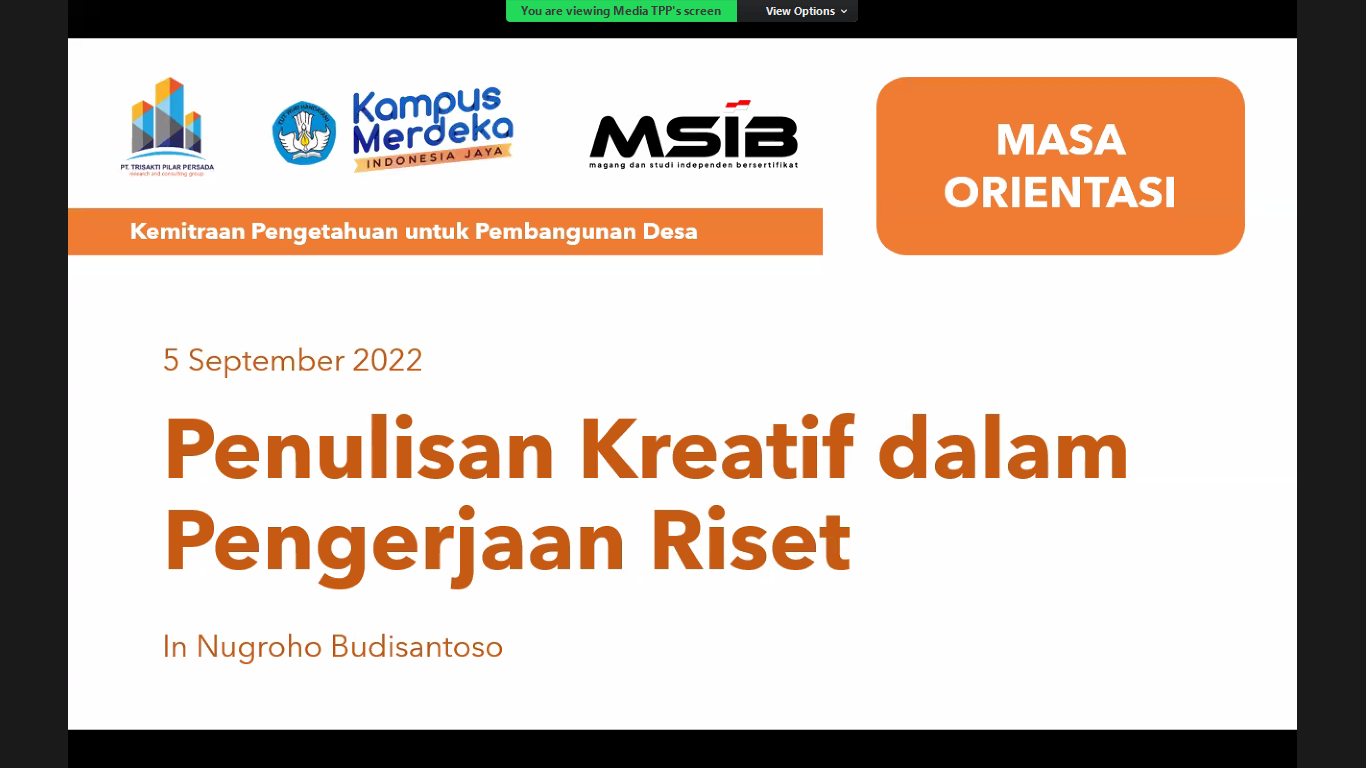 You are viewing Media TPP's screen
View Options
PT. TRISAKTI PILAR PERSADA
research and consulting group
TUT WURI HANDAYANI
Kampus
Merdeka
INDONESIA JAYA
MSIB
magang dan studi independen bersertifikat
MASA
ORIENTASI
Kemitraan Pengetahuan untuk Pembangunan Desa
5 September 2022
Penulisan Kreatif dalam
Pengerjaan Riset
In Nugroho Budisantoso